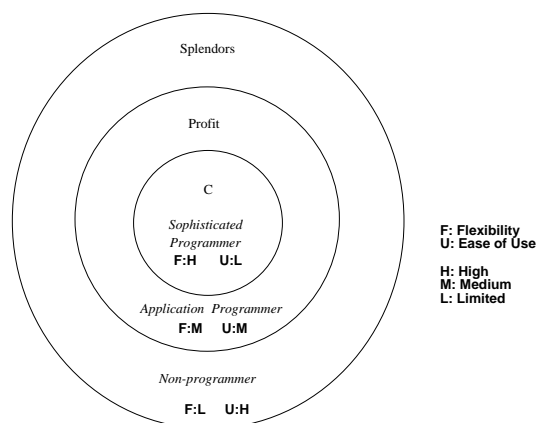 Splendors
Profit
C
Sophisticated
Programmer
F:H U:L
Application Programmer
F:M U:M
Non-programmer
F:L U:H
F: Flexibility
U: Ease of Use
H: High
M: Medium
L: Limited